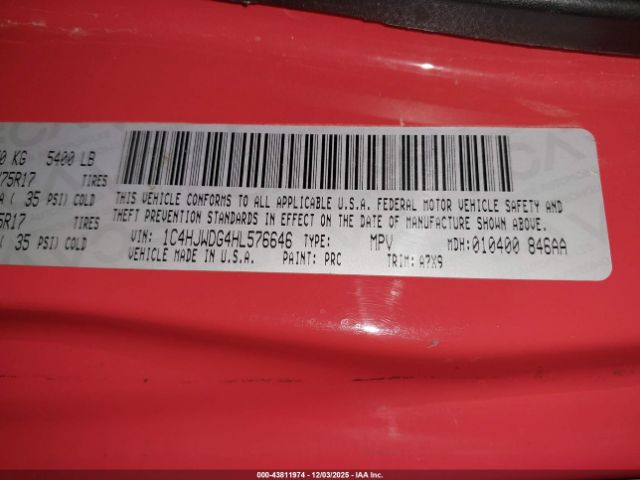 0 KG 5400 LB
75R17 TIRES
( 35 PSI) COLD
5R17 TIRES
( 35 PSI) COLD
THIS VEHICLE CONFORMS TO ALL APPLICABLE U.S.A. FEDERAL MOTOR VEHICLE SAFETY AND
THEFT PREVENTION STANDARDS IN EFFECT ON THE DATE OF MANUFACTURE SHOWN ABOVE.
VIN: 1C4HJWDG4HL576646 TYPE: MPV MDH:010400 846AA
VEHICLE MADE IN U.S.A. PAINT: PRC TRIM: A7X9
000-43811974 - 12/03/2025 - IAA Inc.